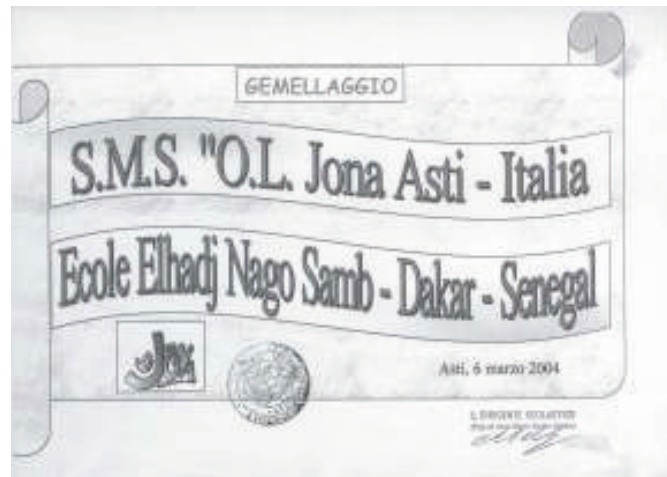 GEMELLAGGIO
S.M.S. "O.L. Jona Asti - Italia
Ecole Elhadj Nago Samb - Dakar - Senegal
Asti, 6 marzo 2004
IL DIRIGENTE SCOLASTICO